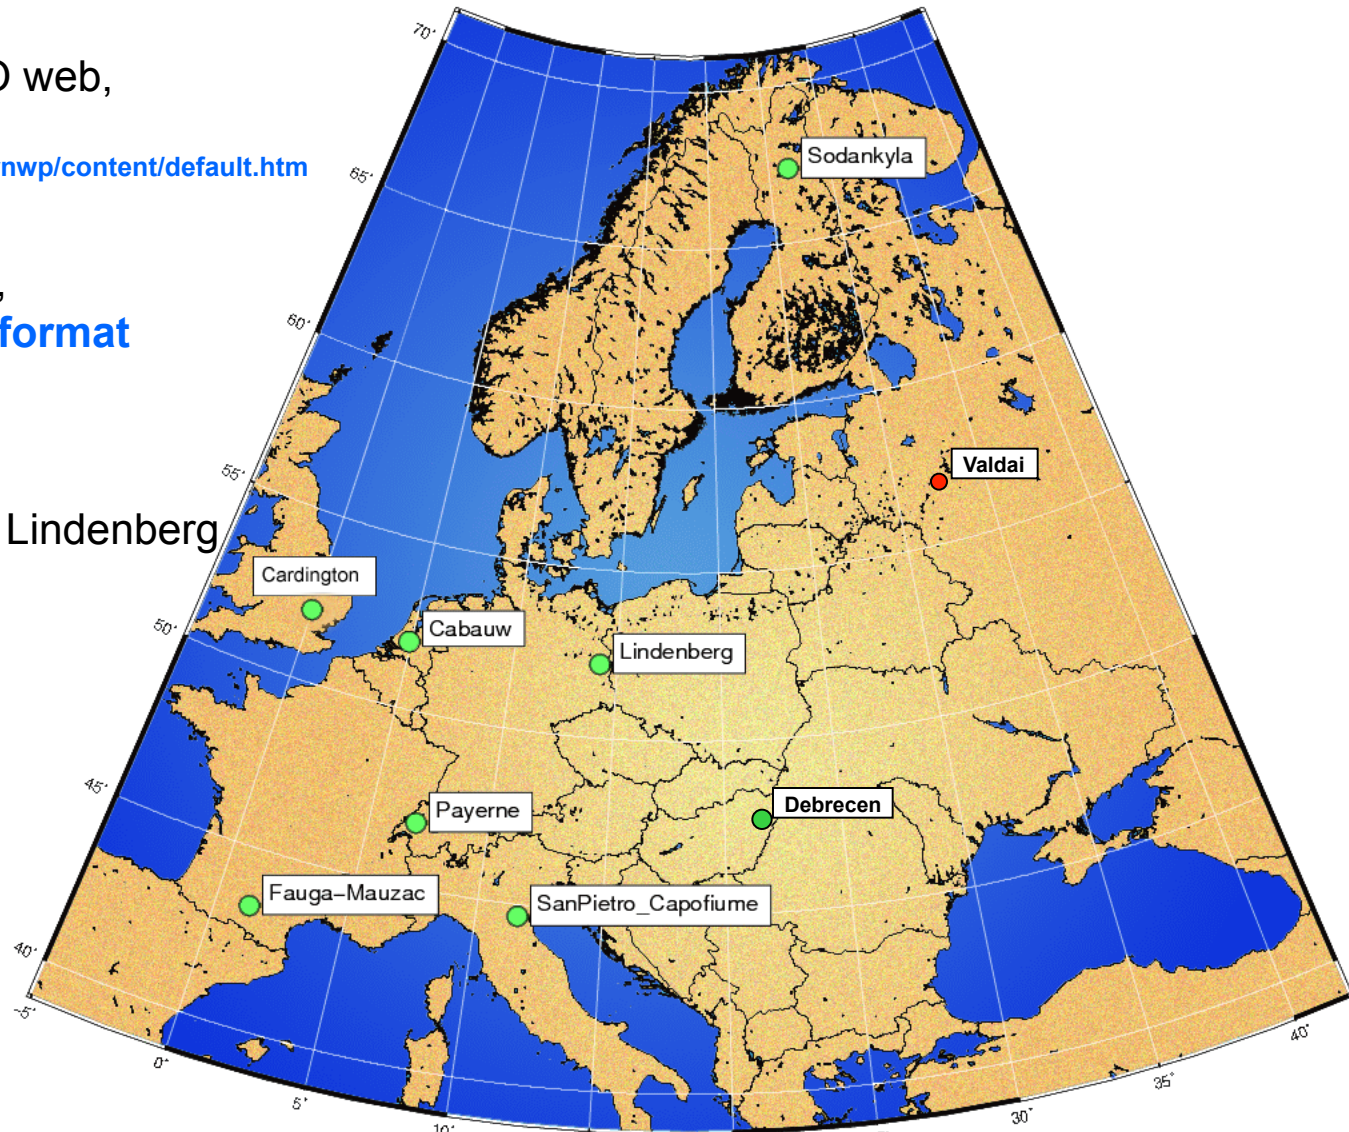 O web,
rnwp/content/default.htm
,
format
Lindenberg
70°
65°
60°
55°
50°
45°
40°
-5°
0°
5°
10°
30°
35°
40°
Sodankyla
Valdai
Cardington
Cabauw
Lindenberg
Payerne
Debrecen
Fauga-Mauzac
SanPietro_Capofiume